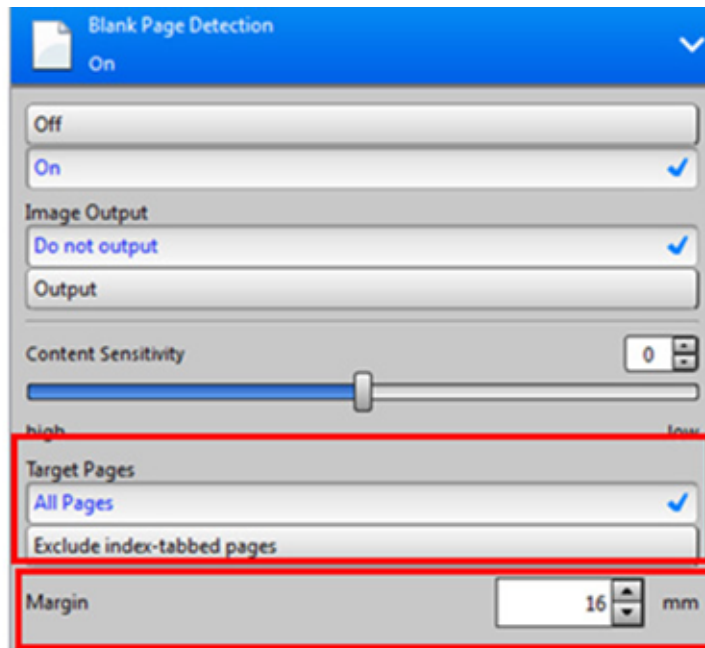 Blank Page Detection
On
Off
On
Image Output
Do not output
Output
Content Sensitivity 0
high low
Target Pages
All Pages
Exclude index-tabbed pages
Margin 16 mm